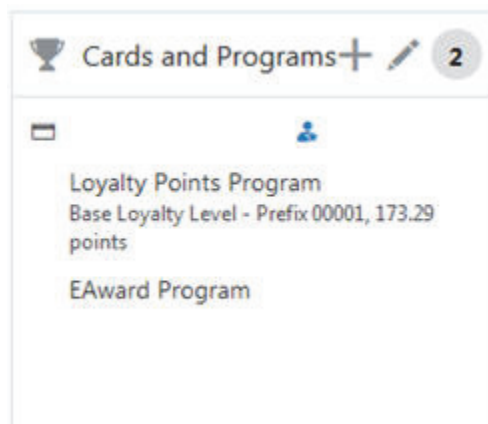 Cards and Programs 2
Loyalty Points Program
Base Loyalty Level - Prefix 00001, 173.29
points
EAward Program